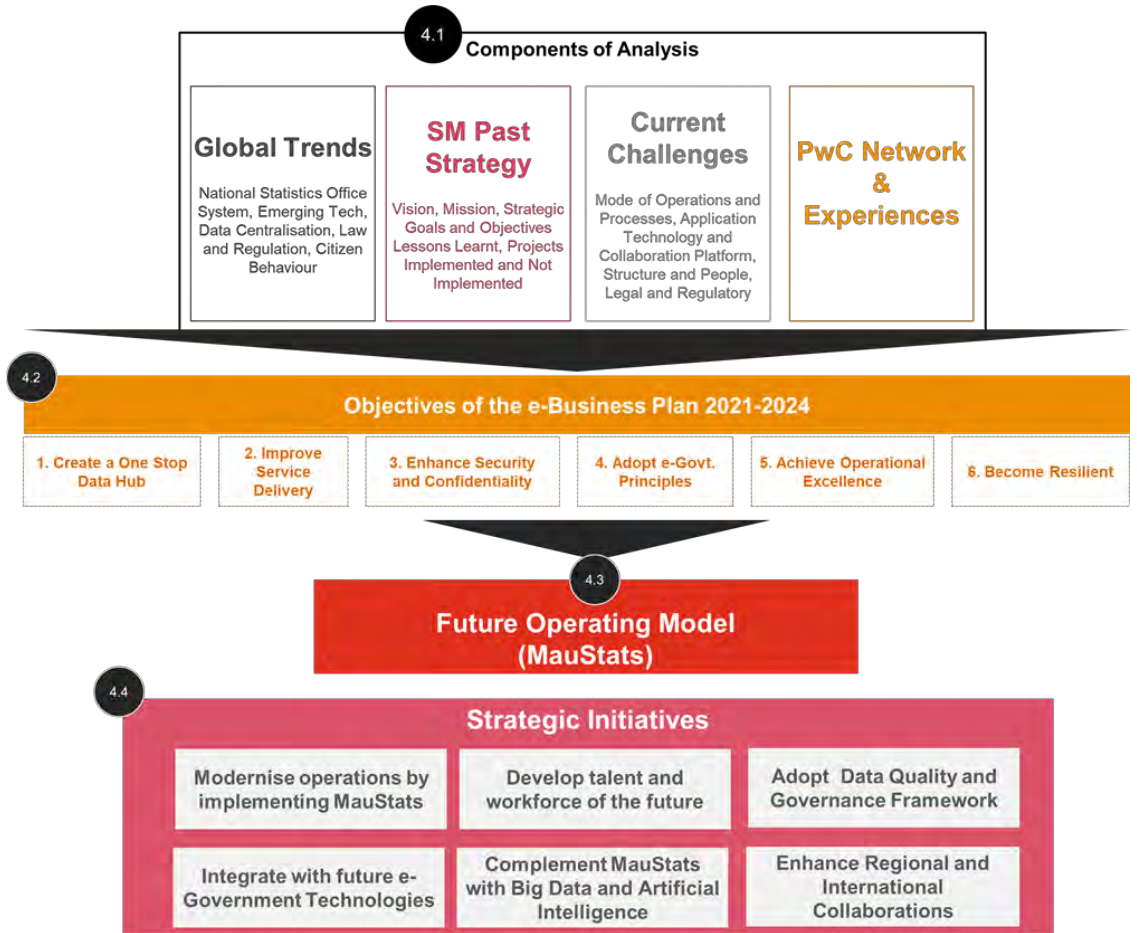 4.1
Components of Analysis
Global Trends
National Statistics Office
System, Emerging Tech,
Data Centralisation, Law
and Regulation, Citizen
Behaviour
SM Past
Strategy
Vision, Mission, Strategic
Goals and Objectives
Lessons Learnt, Projects
Implemented and Not
Implemented
Current
Challenges
Mode of Operations and
Processes, Application
Technology and
Collaboration Platform,
Structure and People,
Legal and Regulatory
PwC Network
&
Experiences
4.2
Objectives of the e-Business Plan 2021-2024
1. Create a One Stop
Data Hub
2. Improve
Service
Delivery
3. Enhance Security
and Confidentiality
4. Adopt e-Govt.
Principles
5. Achieve Operational
Excellence
6. Become Resilient
4.3
Future Operating Model
(MauStats)
4.4
Strategic Initiatives
Modernise operations by
implementing MauStats
Develop talent and
workforce of the future
Adopt Data Quality and
Governance Framework
Integrate with future e-
Government Technologies
Complement MauStats
with Big Data and Artificial
Intelligence
Enhance Regional and
International
Collaborations